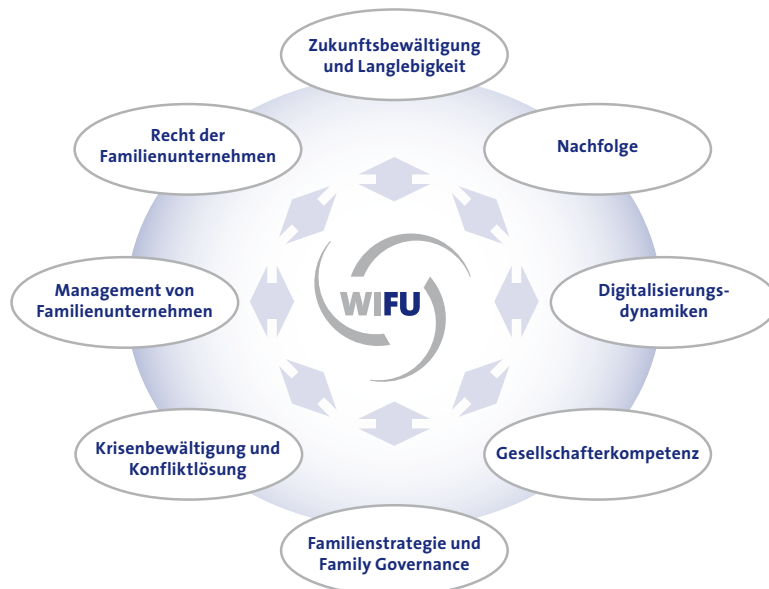 Zukunftsbewältigung
und Langlebigkeit
Recht der
Familienunternehmen
Nachfolge
Management von
Familienunternehmen
WIFU
Digitalisierungs-
dynamiken
Krisenbewältigung und
Konfliktlösung
Gesellschafterkompetenz
Familienstrategie und
Family Governance